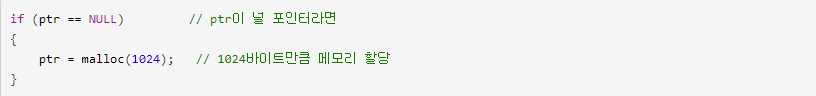 if (ptr == NULL)         // ptr이 널 포인터라면
{
    ptr = malloc(1024);   // 1024바이트만큼 메모리 할당
}